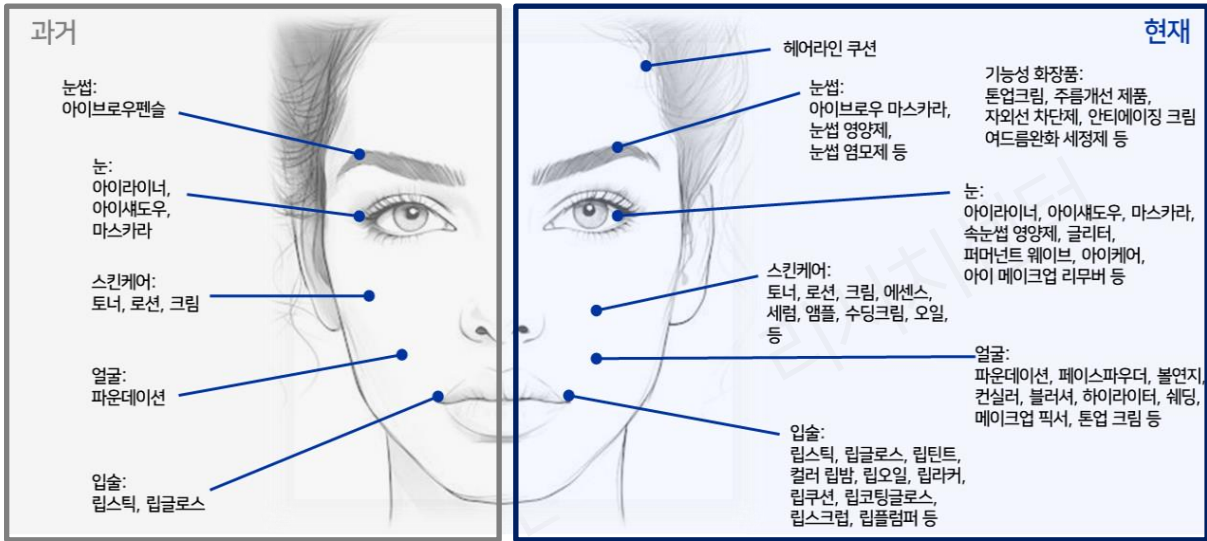 과거
눈썹:
아이브로우펜슬
눈:
아이라이너,
아이섀도우,
마스카라
스킨케어:
토너, 로션, 크림
얼굴:
파운데이션
입술:
립스틱, 립글로스
현재
헤어라인 쿠션
눈썹:
아이브로우 마스카라,
눈썹 영양제,
눈썹 염모제 등
기능성 화장품:
톤업크림, 주름개선 제품,
자외선 차단제, 안티에이징 크림
여드름완화 세정제 등
눈:
아이라이너, 아이섀도우, 마스카라,
속눈썹 영양제, 글리터,
퍼머넌트 웨이브, 아이케어,
아이 메이크업 리무버 등
스킨케어:
토너, 로션, 크림, 에센스,
세럼, 앰플, 수딩크림, 오일,
등
얼굴:
파운데이션, 페이스파우더, 볼연지,
컨실러, 블러셔, 하이라이터, 쉐딩,
메이크업 픽서, 톤업 크림 등
입술:
립스틱, 립글로스, 립틴트,
컬러 립밤, 립오일, 립라커,
립쿠션, 립코팅글로스,
립스크럽, 립플럼퍼 등